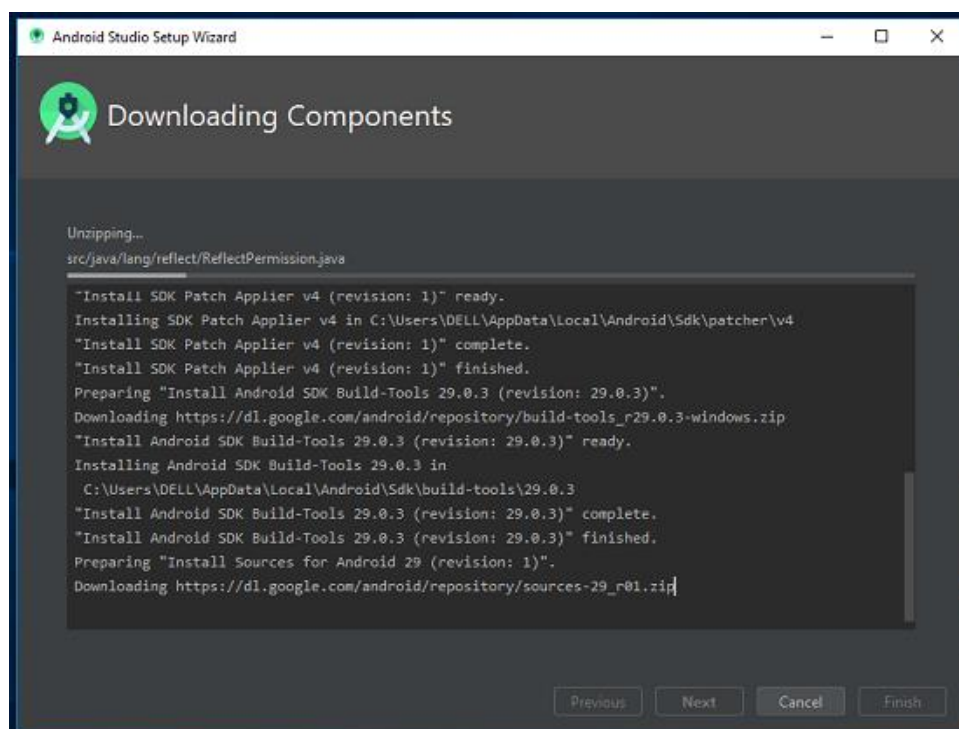 Android Studio Setup Wizard
Downloading Components
Unzipping...
src/java/lang/reflect/ReflectPermission.java
"Install SDK Patch Applier v4 (revision: 1)" ready.
Installing SDK Patch Applier v4 in C:\Users\DELL\AppData\Local\Android\Sdk\patcher\v4
"Install SDK Patch Applier v4 (revision: 1)" complete.
"Install SDK Patch Applier v4 (revision: 1)" finished.
Preparing "Install Android SDK Build-Tools 29.0.3 (revision: 29.0.3)".
Downloading https://dl.google.com/android/repository/build-tools_r29.0.3-windows.zip
"Install Android SDK Build-Tools 29.0.3 (revision: 29.0.3)" ready.
Installing Android SDK Build-Tools 29.0.3 in
C:\Users\DELL\AppData\Local\Android\Sdk\build-tools\29.0.3
"Install Android SDK Build-Tools 29.0.3 (revision: 29.0.3)" complete.
"Install Android SDK Build-Tools 29.0.3 (revision: 29.0.3)" finished.
Preparing "Install Sources for Android 29 (revision: 1)".
Downloading https://dl.google.com/android/repository/sources-29_r01.zip
Previous Next Cancel Finish